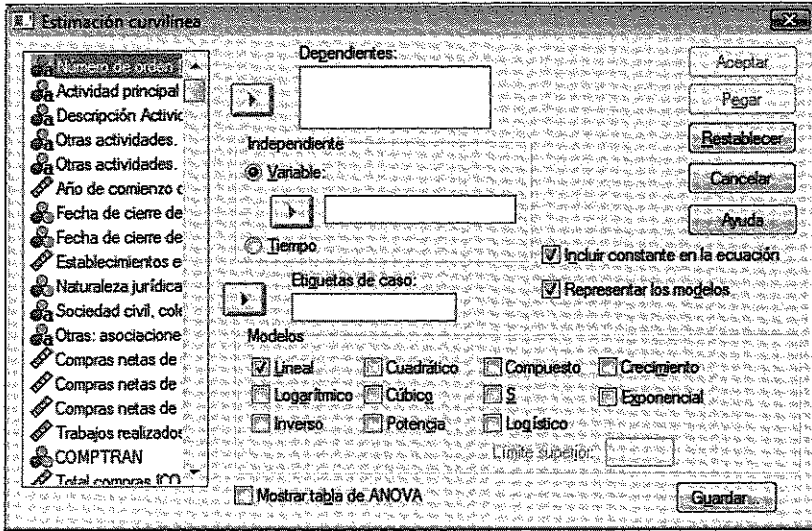 Estimación curvilínea
Número de orden
Actividad principal
Descripción Activic
Otras actividades.
Otras actividades.
Año de comienzo c
Fecha de cierre de
Fecha de cierre de
Establecimientos e
Naturaleza jurídica
Sociedad civil, cole
Otras: asociacione
Compras netas de
Compras netas de
Compras netas de
Trabajos realizados
COMPTRAN
Total compras (CO
Dependientes:
Independiente
Variable:
Tiempo
Etiquetas de caso:
Aceptar
Pegar
Restablecer
Cancelar
Ayuda
Incluir constante en la ecuación
Representar los modelos
Modelos
Lineal
Cuadrático
Compuesto
Crecimiento
Logarítmico
Cúbico
S
Exponencial
Inverso
Potencia
Logístico
Límite superior:
Mostrar tabla de ANOVA
Guardar...